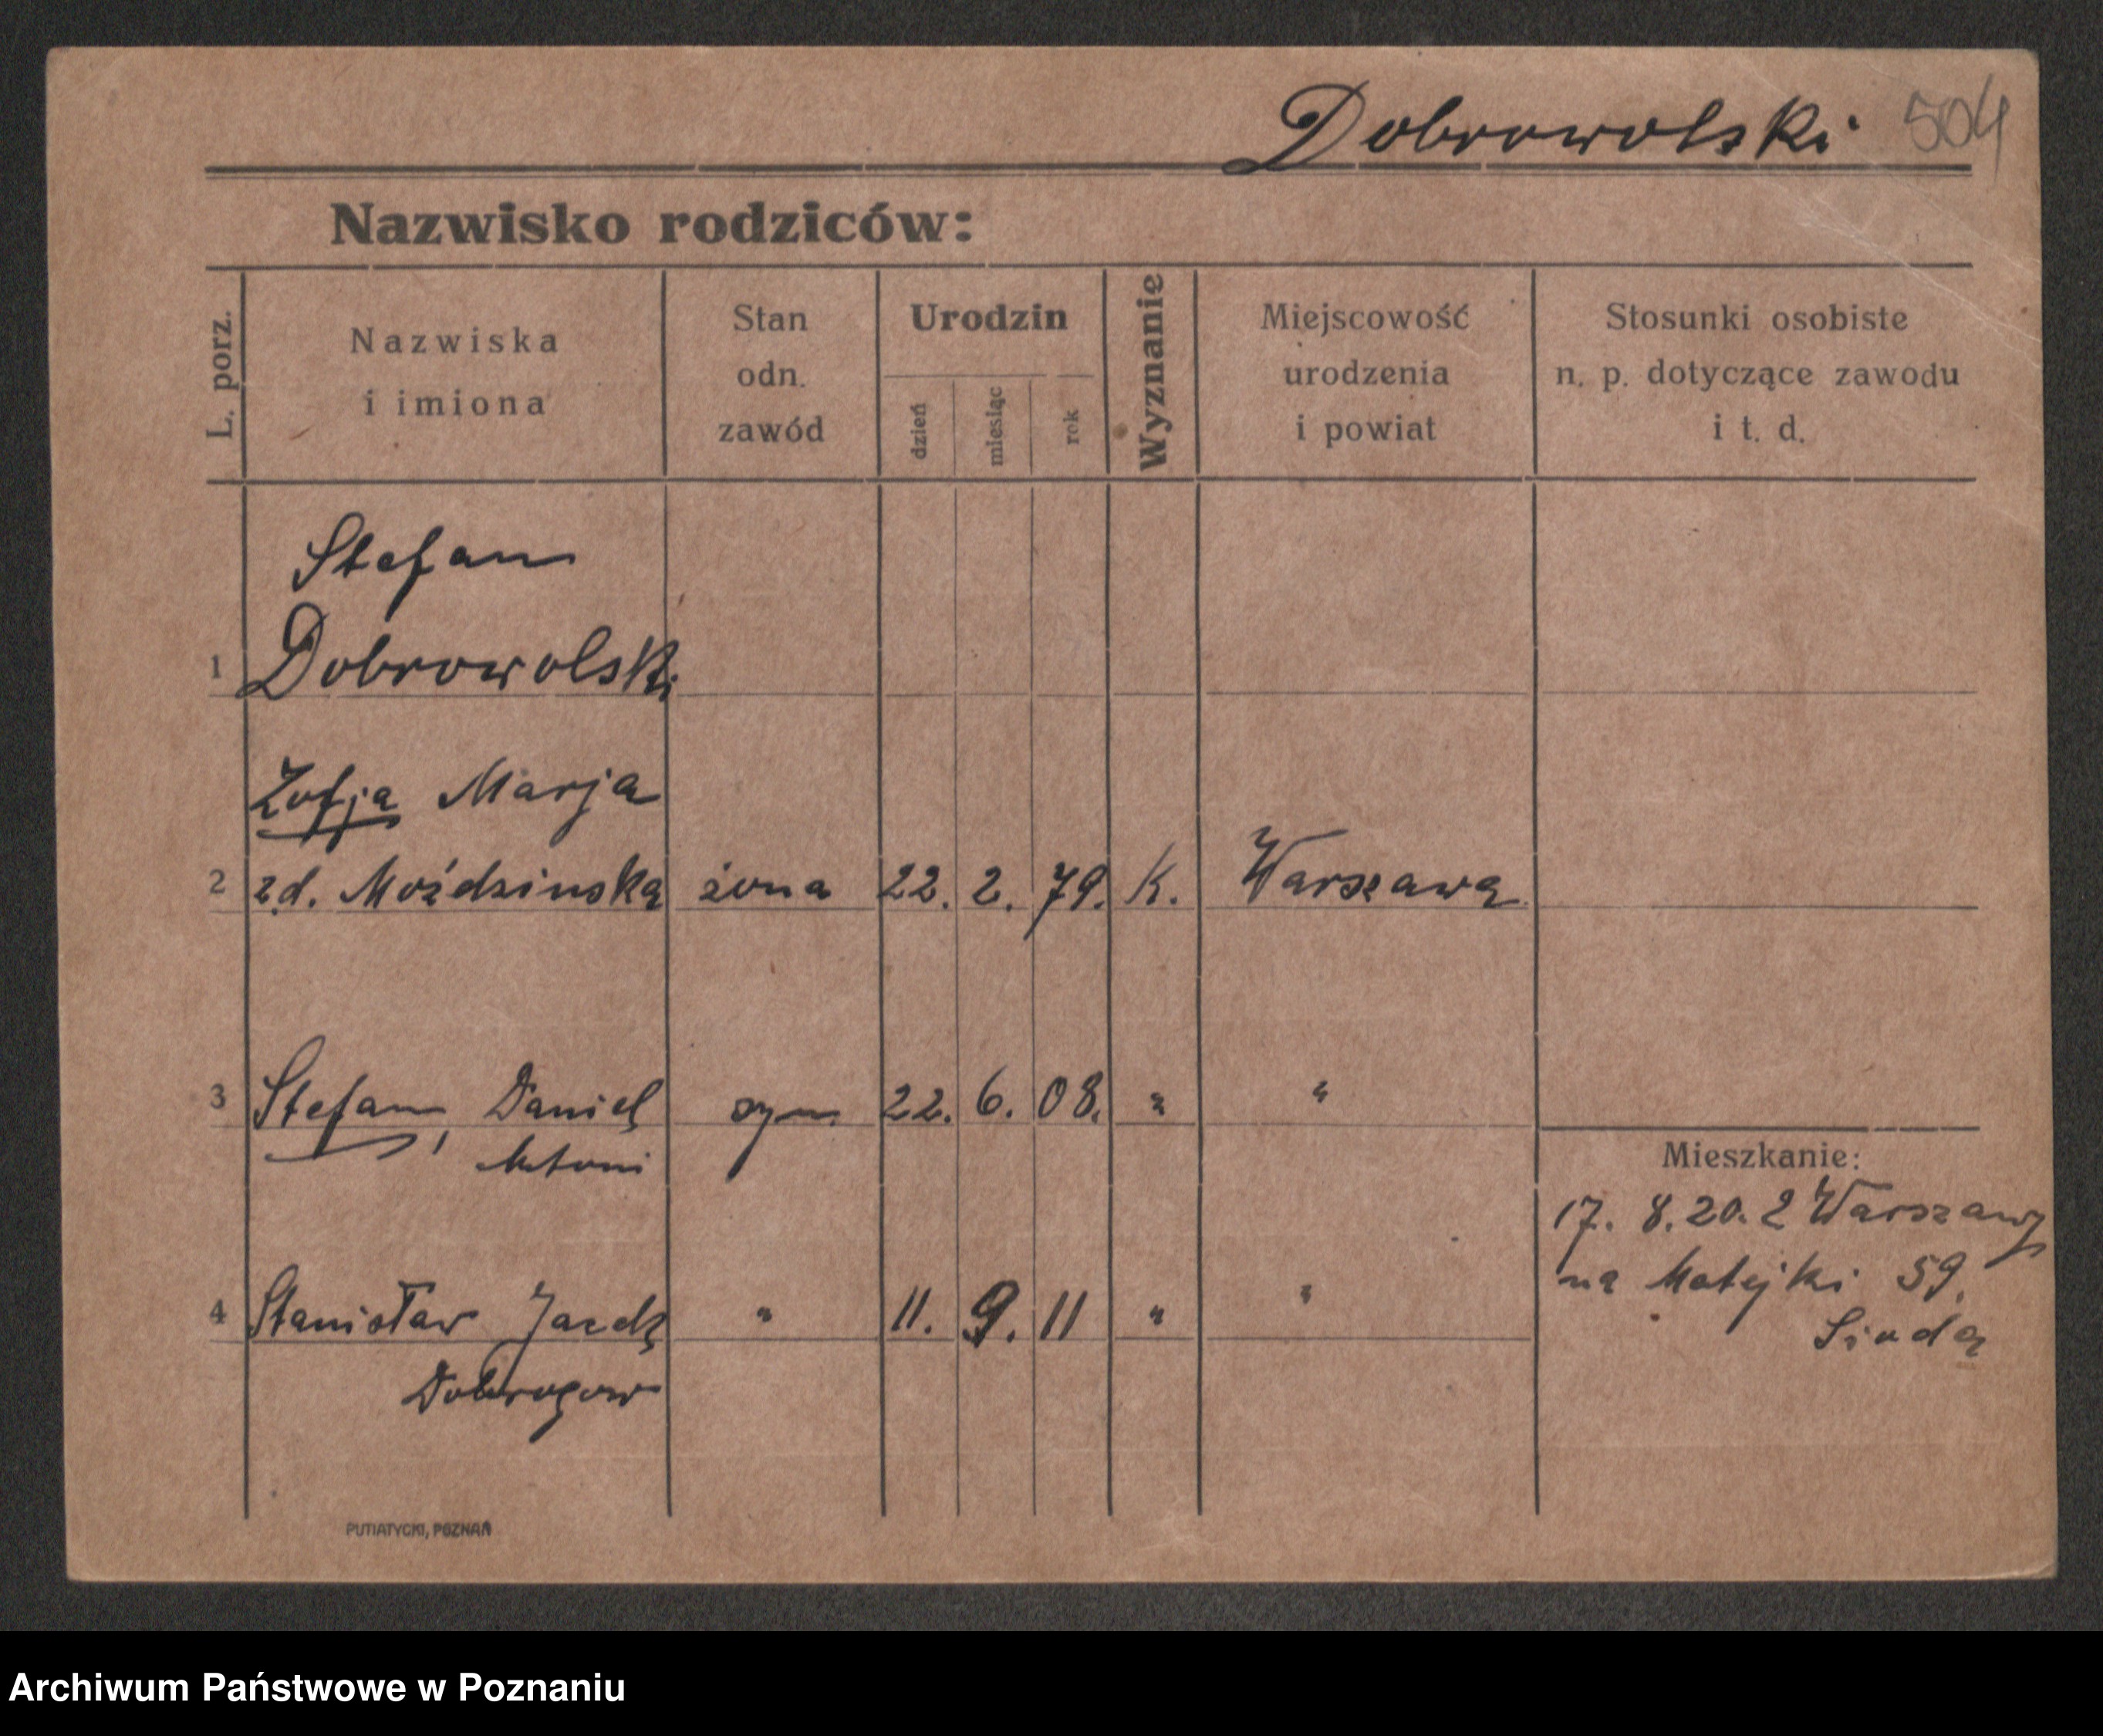 Dobrowolski 504
Nazwisko rodziców:
L. porz.
Nazwiska
i imiona
Stan
odn.
zawód
Urodzin
dzień
miesiąc
rok
Wyznanie
Miejscowość
urodzenia
i powiat
Stosunki osobiste
n. p. dotyczące zawodu
i t. d.
Stefan
1 Dobrowolski
Zofja Marja
2 z d. Moździnska żona 22. 2. 79. K. Warszawa
3 Stefan, Daniel syn 22. 6. 08. " "
Antoni
Mieszkanie:
17. 8. 20. z Warszawy
na Matejki 59.
4 Stanisław Jacek " 11. 9. 11 " "
Dobrogow
PUTIATYCKI, POZNAŃ
Archiwum Państwowe w Poznaniu